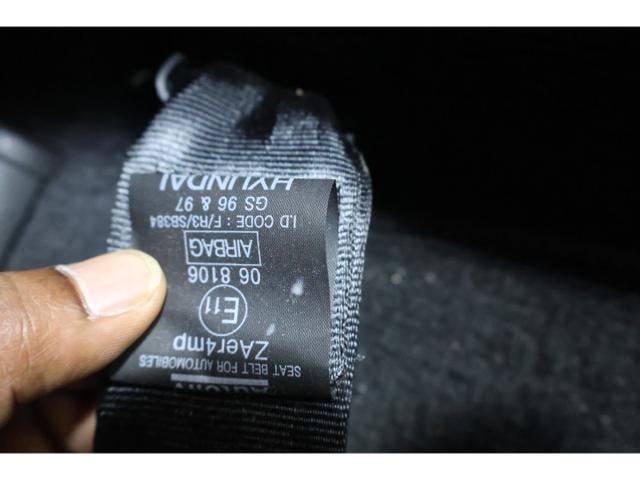 SEAT BELT FOR AUTOMOBILES
ZAer4mp
E11
06 8106
AIRBAG
I.D CODE : F/R3/SB384
GS 96 & 97
HYUNDAI